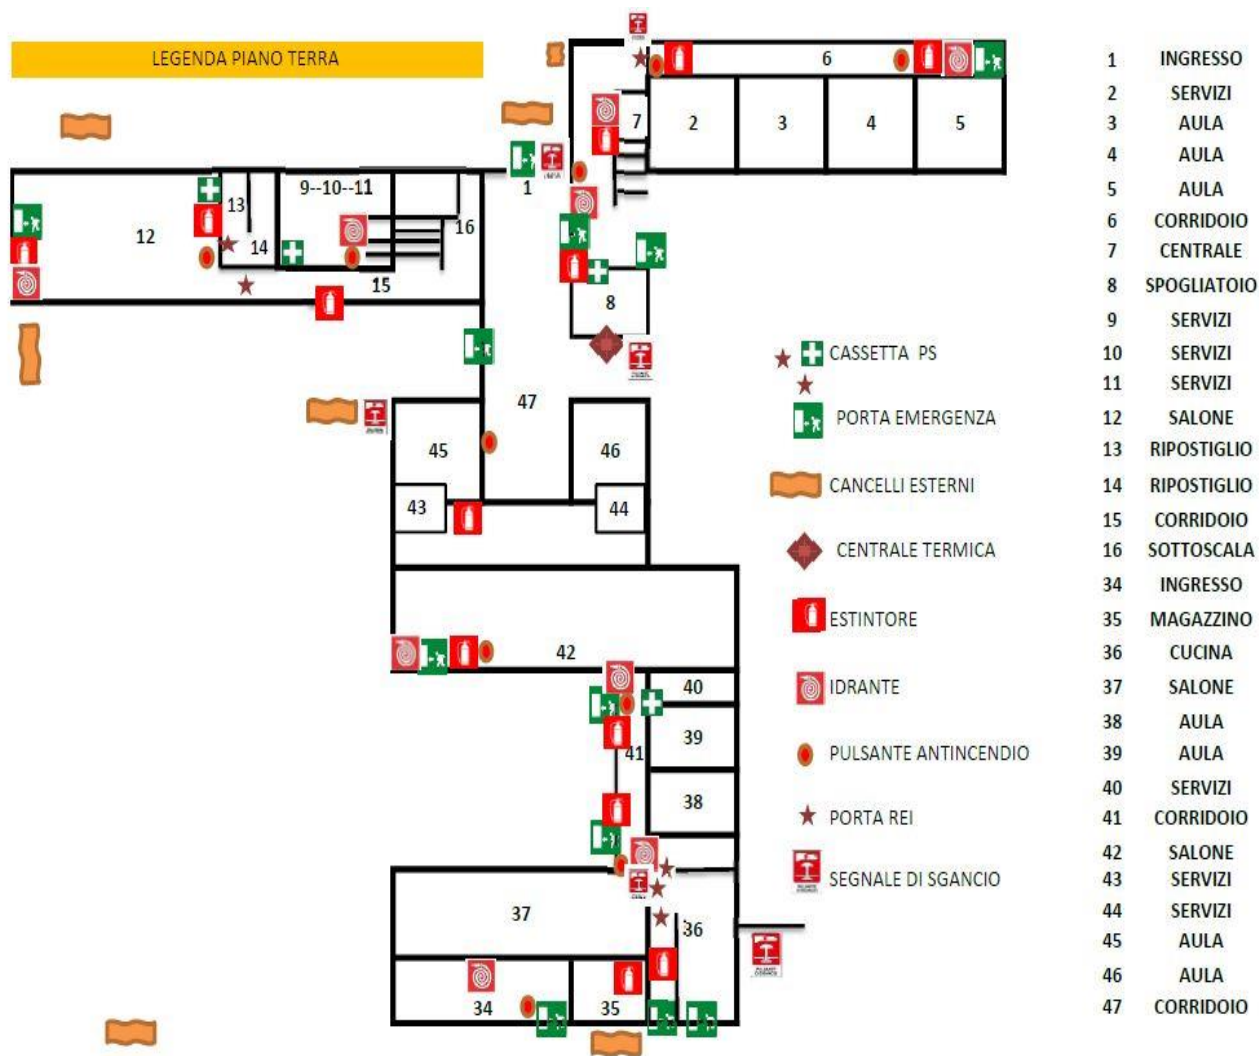 LEGENDA PIANO TERRA
6
7
2
3
4
5
1
9--10--11
13
16
12
14
15
8
47
45
46
43
44
42
40
39
41
38
37
36
34
35
CASSETTA PS
PORTA EMERGENZA
CANCELLI ESTERNI
CENTRALE TERMICA
ESTINTORE
IDRANTE
PULSANTE ANTINCENDIO
PORTA REI
SEGNALE DI SGANCIO
1 INGRESSO
2 SERVIZI
3 AULA
4 AULA
5 AULA
6 CORRIDOIO
7 CENTRALE
8 SPOGLIATOIO
9 SERVIZI
10 SERVIZI
11 SERVIZI
12 SALONE
13 RIPOSTIGLIO
14 RIPOSTIGLIO
15 CORRIDOIO
16 SOTTOSCALA
34 INGRESSO
35 MAGAZZINO
36 CUCINA
37 SALONE
38 AULA
39 AULA
40 SERVIZI
41 CORRIDOIO
42 SALONE
43 SERVIZI
44 SERVIZI
45 AULA
46 AULA
47 CORRIDOIO